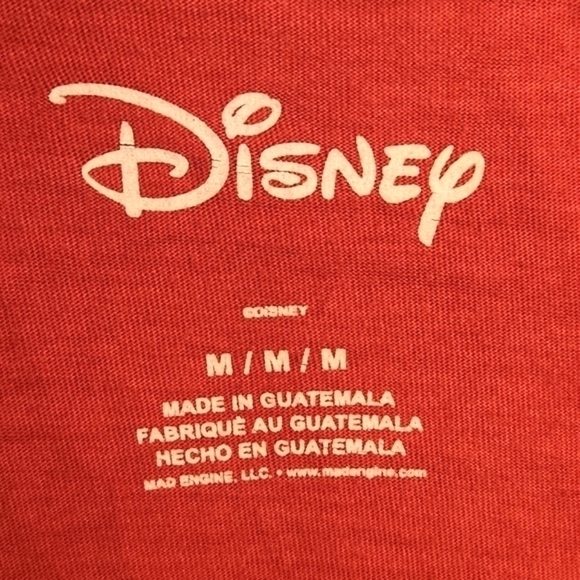 Disney
©DISNEY
M / M / M
MADE IN GUATEMALA
FABRIQUÉ AU GUATEMALA
HECHO EN GUATEMALA
MAD ENGINE, LLC. • www.madengine.com